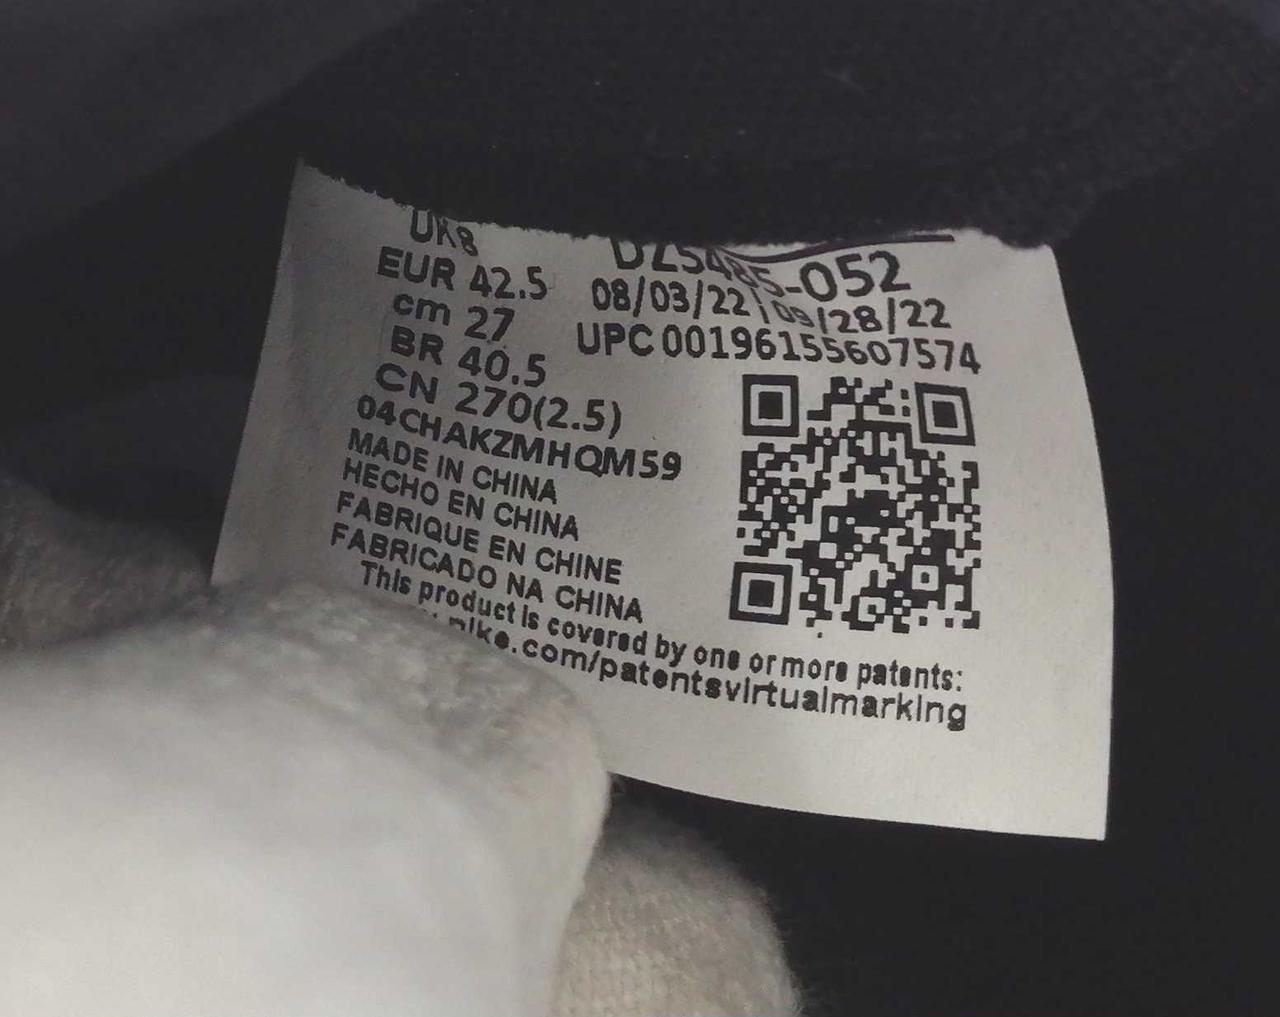 UK8
EUR 42.5
cm 27
BR 40.5
CN 270(2.5)
04CHAKZMHQM59
MADE IN CHINA
HECHO EN CHINA
FABRIQUE EN CHINE
FABRICADO NA CHINA
DZ5485-052
08/03/22 | 09/28/22
UPC 00196155607574
This product is covered by one or more patents:
nike.com/patentsvirtualmarking